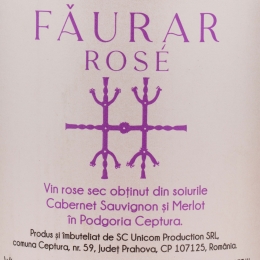 FĂURAR
ROSÉ
Vin rose sec obținut din soiurile
Cabernet Sauvignon și Merlot
în Podgoria Ceptura.
Produs și îmbuteliat de SC Unicom Production SRL,
comuna Ceptura, nr. 59, Județ Prahova, CP 107125, România.